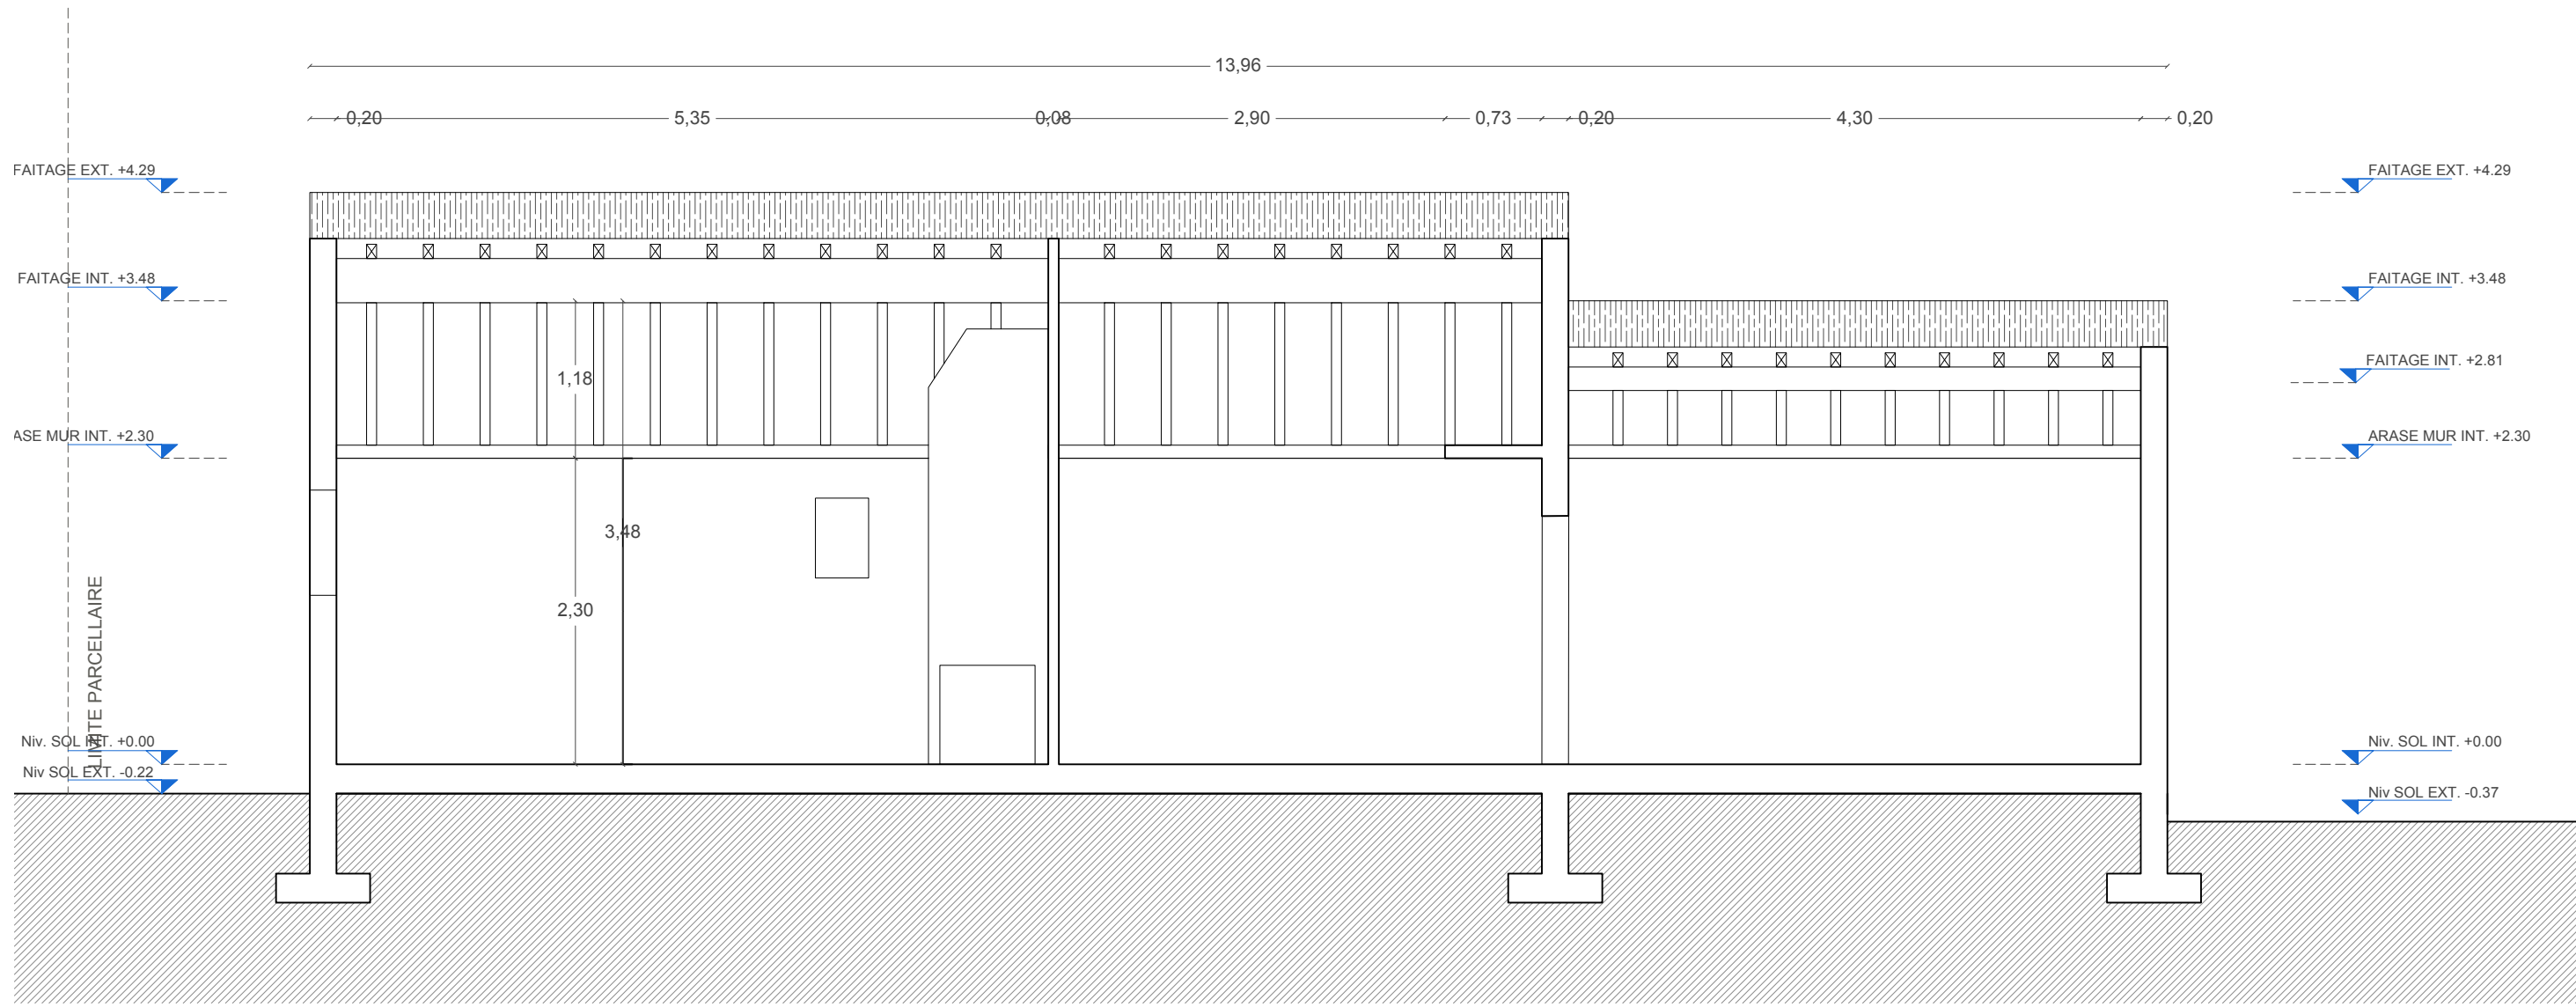 13,96
0,20 5,35 0,08 2,90 0,73 0,20 4,30 0,20
FAITAGE EXT. +4.29
FAITAGE EXT. +4.29
FAITAGE INT. +3.48
FAITAGE INT. +3.48
FAITAGE INT. +2.81
1,18
ASE MUR INT. +2.30
ARASE MUR INT. +2.30
3,48
2,30
LIMITE PARCELLAIRE
Niv. SOL INT. +0.00
Niv. SOL INT. +0.00
Niv SOL EXT. -0.22
Niv SOL EXT. -0.37